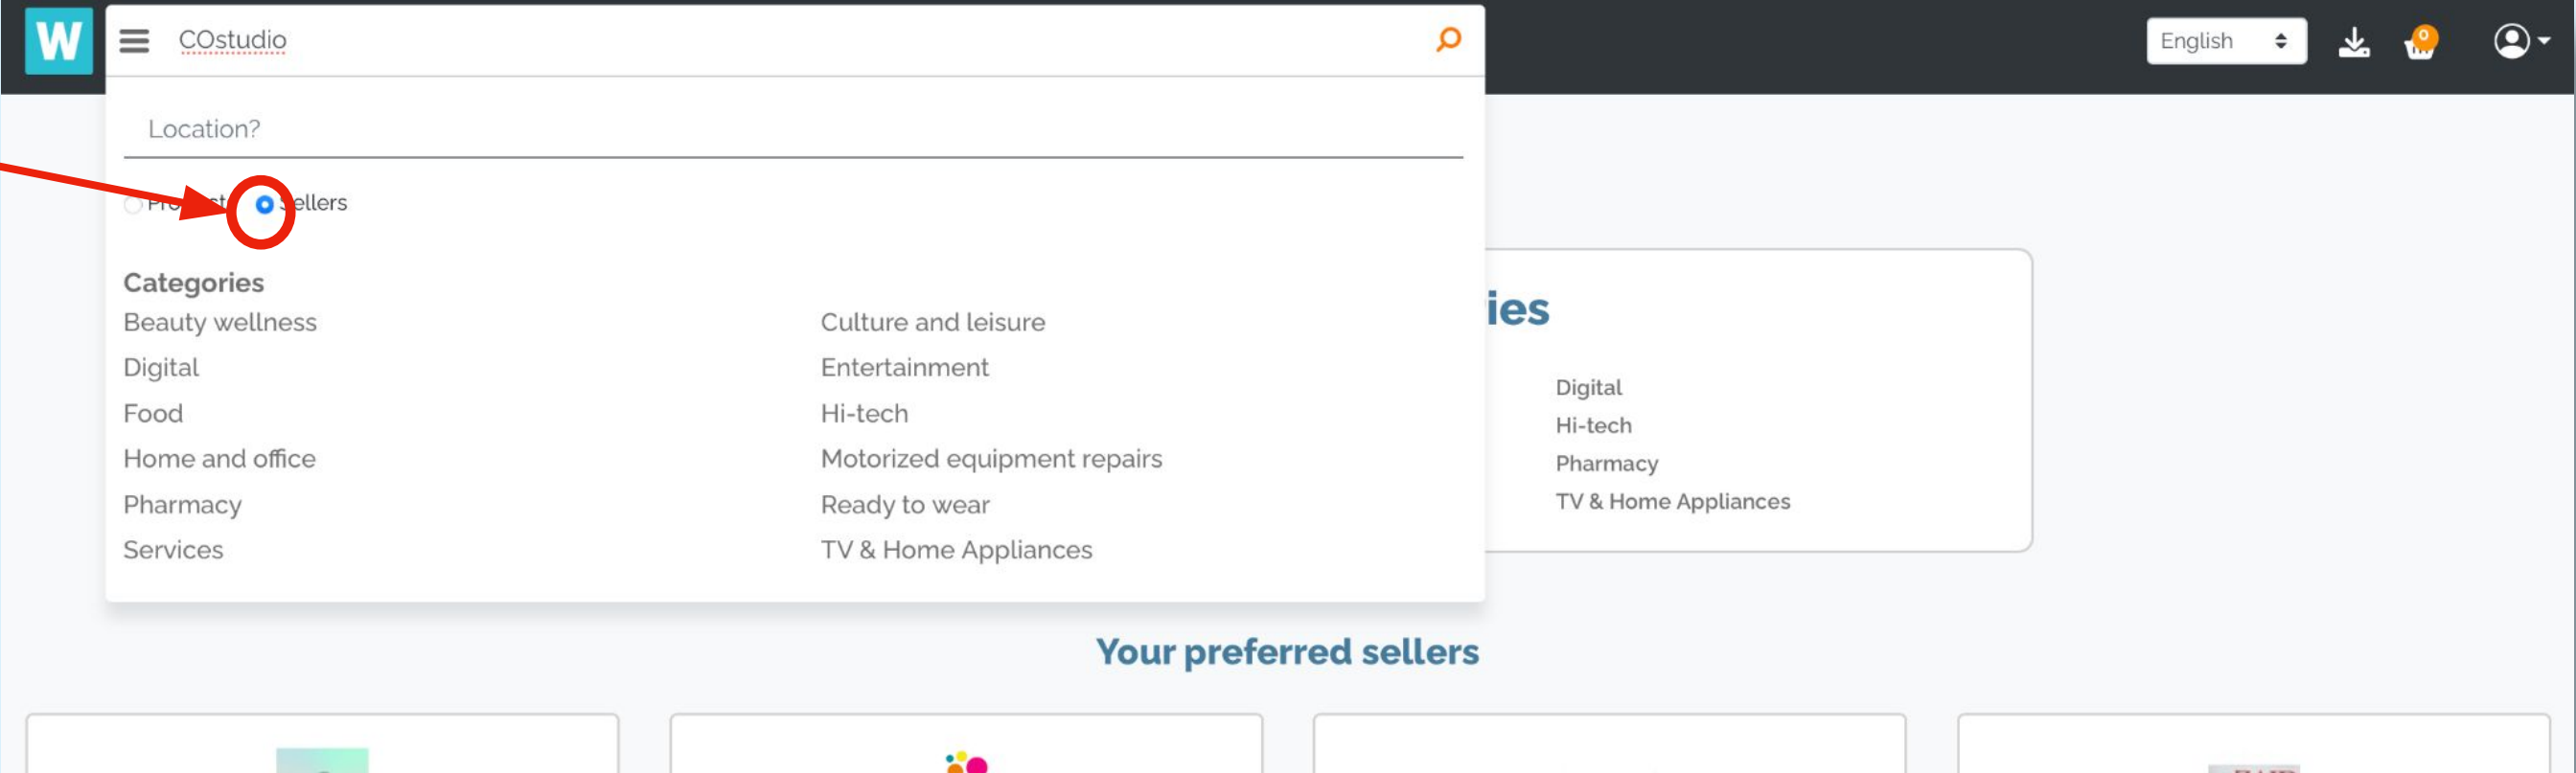 W
COstudio
English
0
Location?
Sellers
Categories
Beauty wellness
Culture and leisure
Digital
Entertainment
Food
Hi-tech
Home and office
Motorized equipment repairs
Pharmacy
Ready to wear
Services
TV & Home Appliances
ies
Digital
Hi-tech
Pharmacy
TV & Home Appliances
Your preferred sellers